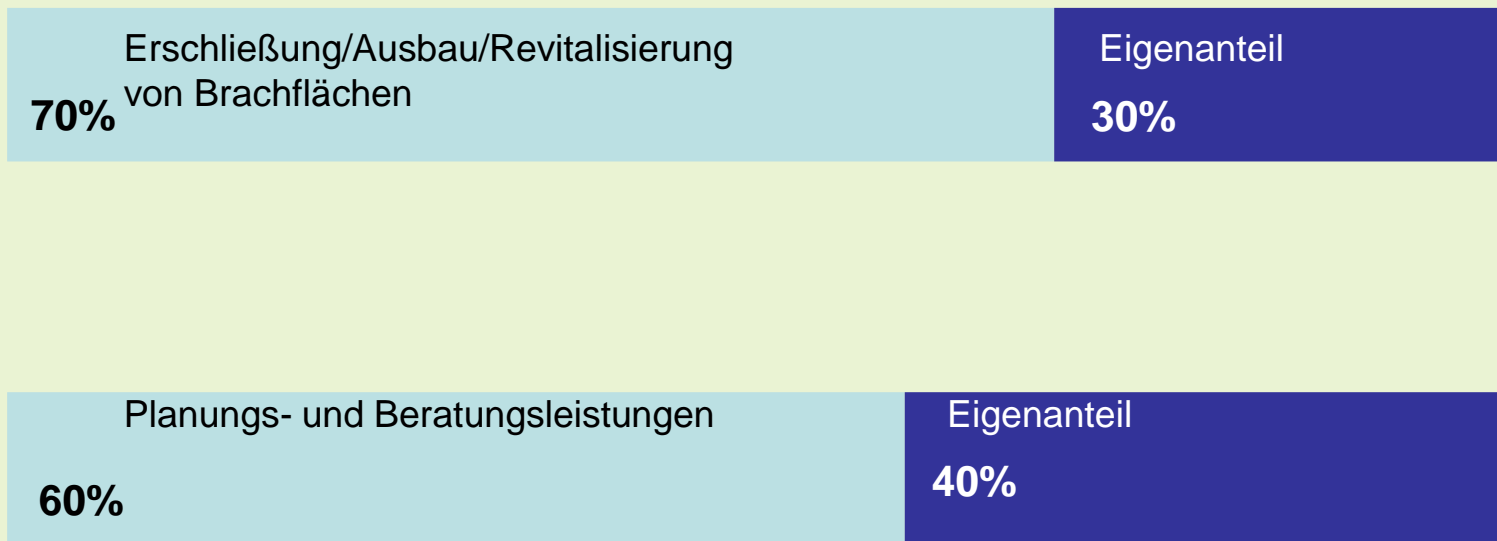 Erschließung/Ausbau/Revitalisierung
von Brachflächen
70%
Eigenanteil
30%
Planungs- und Beratungsleistungen
60%
Eigenanteil
40%